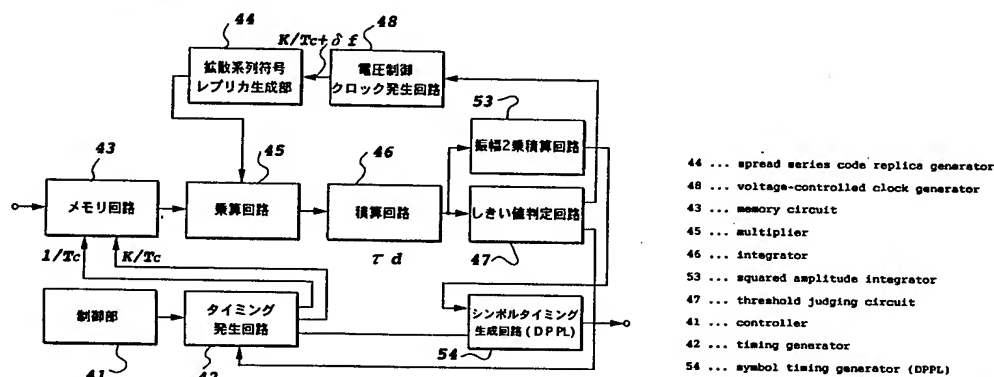 44
K/Tc+δf
48
拡散系列符号
レプリカ生成部
電圧制御
クロック発生回路
53
振幅2乗積算回路
43
45
46
メモリ回路
乗算回路
積算回路
しきい値判定回路
τd
47
1/Tc
K/Tc
制御部
タイミング
発生回路
シンボルタイミング
生成回路(DPPL)
54
41
42
44 ... spread series code replica generator
48 ... voltage-controlled clock generator
43 ... memory circuit
45 ... multiplier
46 ... integrator
53 ... squared amplitude integrator
47 ... threshold judging circuit
41 ... controller
42 ... timing generator
54 ... symbol timing generator (DPPL)